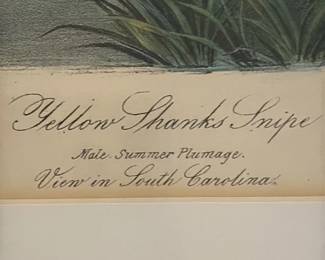 Yellow Shanks Snipe
Male. Summer Plumage.
View in South Carolina.